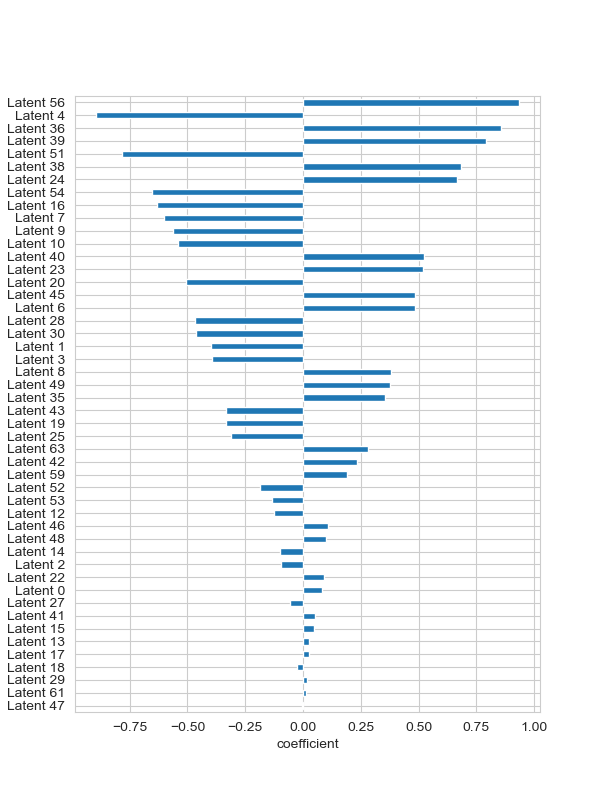 Latent 56
Latent 4
Latent 36
Latent 39
Latent 51
Latent 38
Latent 24
Latent 54
Latent 16
Latent 7
Latent 9
Latent 10
Latent 40
Latent 23
Latent 20
Latent 45
Latent 6
Latent 28
Latent 30
Latent 1
Latent 3
Latent 8
Latent 49
Latent 35
Latent 43
Latent 19
Latent 25
Latent 63
Latent 42
Latent 59
Latent 52
Latent 53
Latent 12
Latent 46
Latent 48
Latent 14
Latent 2
Latent 22
Latent 0
Latent 27
Latent 41
Latent 15
Latent 13
Latent 17
Latent 18
Latent 29
Latent 61
Latent 47
−0.75 −0.50 −0.25 0.00 0.25 0.50 0.75 1.00
coefficient